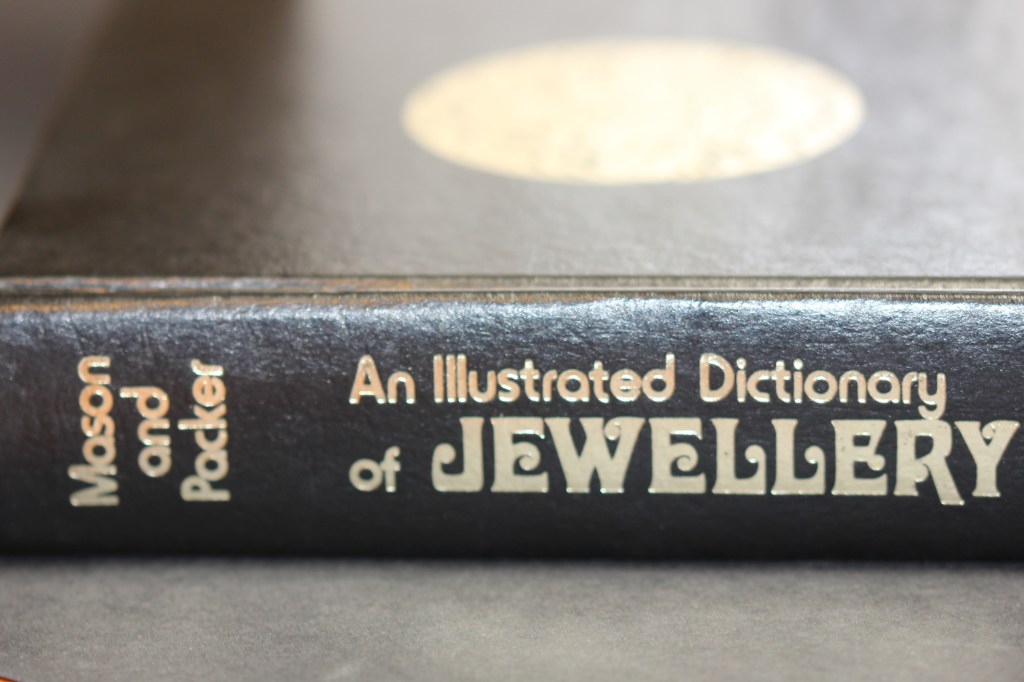 Mason
and
Packer
An Illustrated Dictionary
of JEWELLERY